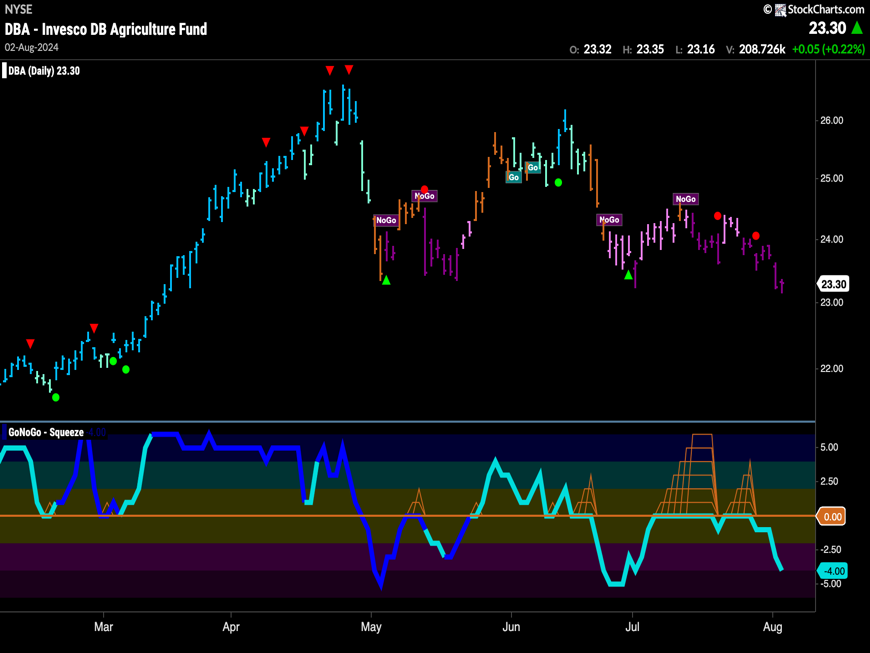 NYSE
© StockCharts.com
DBA - Invesco DB Agriculture Fund
23.30
02-Aug-2024
O: 23.32 H: 23.35 L: 23.16 V: 208.726k +0.05 (+0.22%)
DBA (Daily) 23.30
26.00
25.00
24.00
23.30
23.00
22.00
NoGo
NoGo
Go
Go
NoGo
NoGo
GoNoGo - Squeeze -4.00
5.00
2.50
0.00
-2.50
-4.00
-5.00
Mar
Apr
May
Jun
Jul
Aug